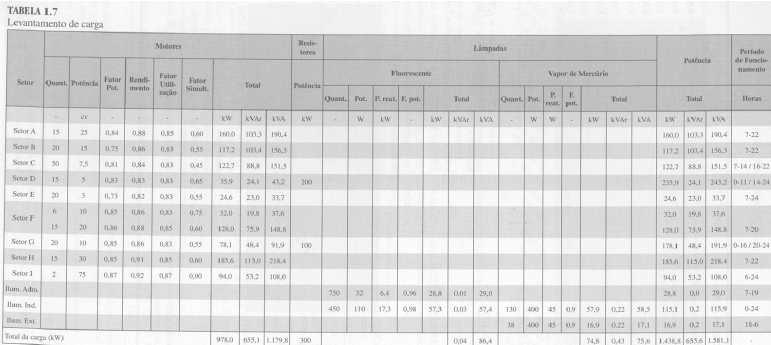 TABELA 1.7
Levantamento de carga
Setor Motores Resis-tores Lâmpadas Potência Período de Funcio-namento
Fluorescente Vapor de Mercúrio
Quant. Potência Fator Pot. Rendi-mento Fator Utili-zação Fator Simult. Total Potência Quant. Pot. P. reat. F. pot. Total Quant. Pot. P. reat. F. pot. Total Total Horas
- cv - - - - kW kVAr kVA kW - W kW - kW kVAr kVA - W W - kW kVAr kVA kW kVAr kVA
Setor A 15 25 0,84 0,88 0,85 0,60 160,0 103,3 190,4 160,0 103,3 190,4 7-22
Setor B 20 15 0,75 0,86 0,83 0,55 117,2 103,4 156,3 117,2 103,4 156,3 7-22
Setor C 50 7,5 0,81 0,84 0,83 0,45 122,7 88,8 151,5 122,7 88,8 151,5 7-14 / 16-22
Setor D 15 5 0,83 0,83 0,83 0,65 35,9 24,1 43,2 200 235,9 24,1 243,2 0-11 / 14-24
Setor E 20 3 0,73 0,82 0,83 0,55 24,6 23,0 33,7 24,6 23,0 33,7 7-24
Setor F 6 10 0,85 0,86 0,83 0,75 32,0 19,8 37,6 32,0 19,8 37,6
15 20 0,86 0,88 0,85 0,60 128,0 75,9 148,8 128,0 75,9 148,8 7-20
Setor G 20 10 0,85 0,86 0,83 0,55 78,1 48,4 91,9 100 178,1 48,4 191,9 0-16 / 20-24
Setor H 15 30 0,85 0,91 0,85 0,60 185,6 115,0 218,4 185,6 115,0 218,4 7-22
Setor I 2 75 0,87 0,92 0,87 0,90 94,0 53,2 108,0 94,0 53,2 108,0 6-24
Ilum. Adm. 750 32 6,4 0,96 28,8 0,01 29,0 28,8 0,0 29,0 7-19
Ilum. Ind. 450 110 17,3 0,98 57,3 0,03 57,4 130 400 45 0,9 57,9 0,22 58,5 115,1 0,2 115,9 0-24
Ilum. Ext. 38 400 45 0,9 16,9 0,22 17,1 16,9 0,2 17,1 18-6
Total da carga (kW) 978,0 655,1 1.179,8 300 0,04 86,4 74,8 0,43 75,6 1.438,8 655,6 1.581,1 -